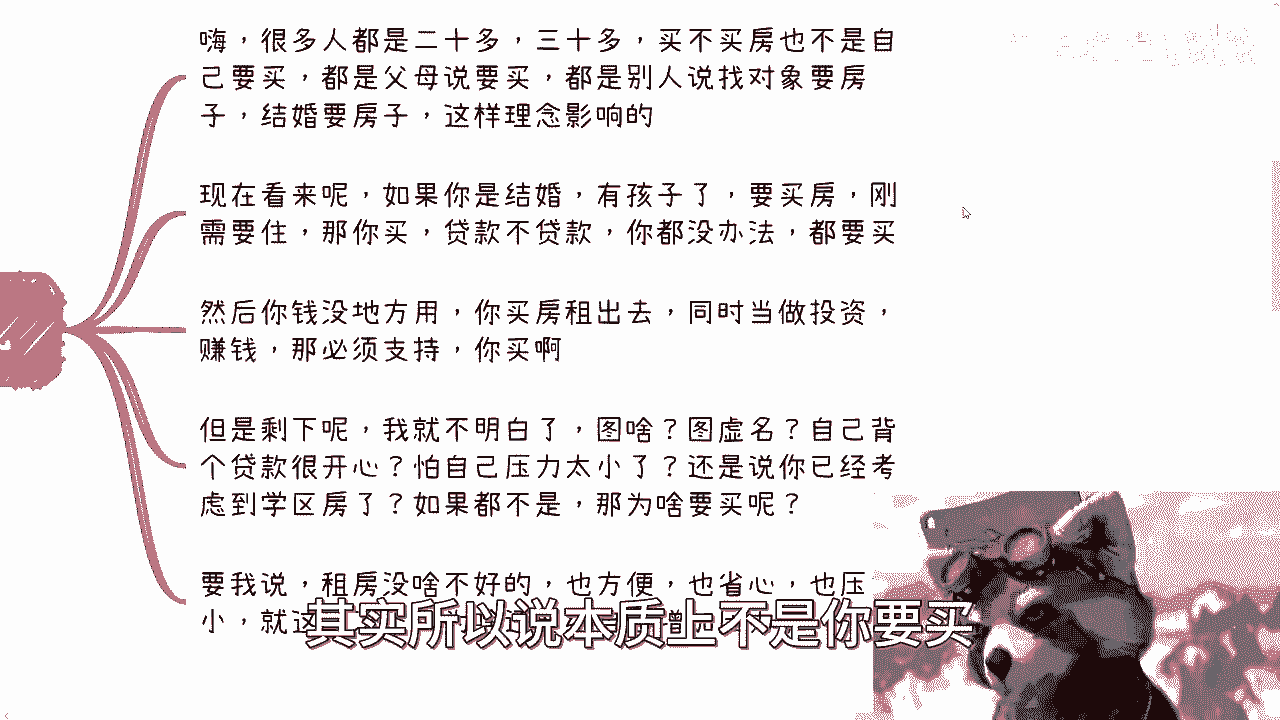 嗨，很多人都是二十多，三十多，买不买房也不是自
己要买，都是父母说要买，都是别人说找对象要房
子，结婚要房子，这样理念影响的
现在看来呢，如果你是结婚，有孩子了，要买房，刚
需要住，那你买，贷款不贷款，你都没办法，都要买
然后你钱没地方用，你买房租出去，同时当做投资，
赚钱，那必须支持，你买啊
但是剩下呢，我就不明白了，图啥？图虚名？自己背
个贷款很开心？怕自己压力太小了？还是说你已经考
虑到学区房了？如果都不是，那为啥要买呢？
要我说，租房没啥不好的，也方便，也省心，也压
小，就这
其实所以说本质上不是你要买